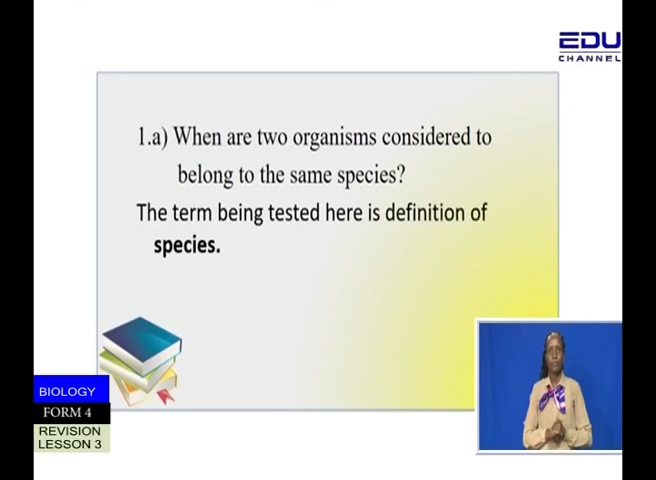 EDU
CHANNEL
1.a) When are two organisms considered to
belong to the same species?
The term being tested here is definition of
species.
BIOLOGY
FORM 4
REVISION
LESSON 3